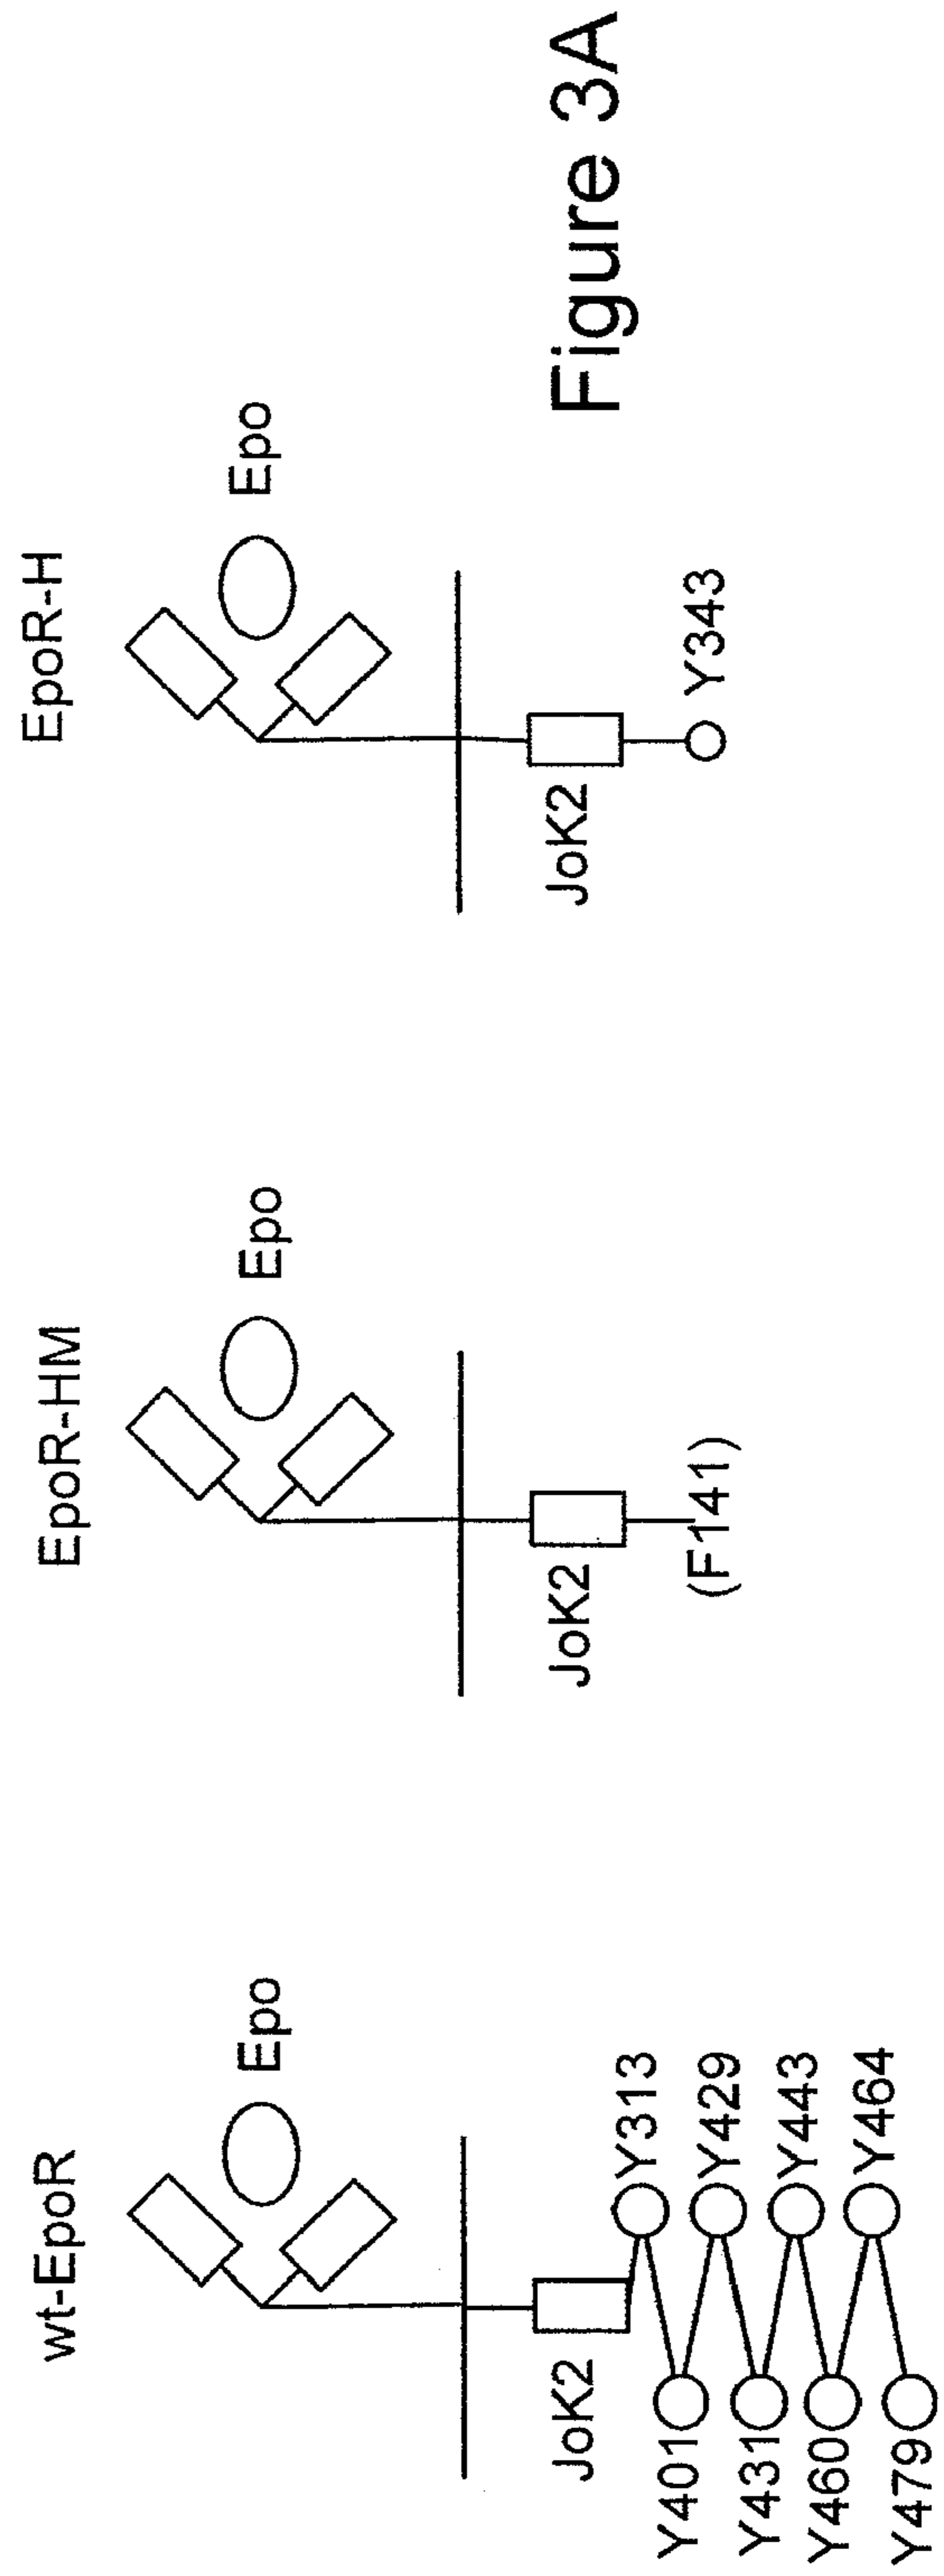 wt-EpoR
Epo
JoK2
Y313
Y401
Y429
Y431
Y443
Y460
Y464
Y479
EpoR-HM
Epo
JoK2
(F141)
EpoR-H
Epo
JoK2
Y343
Figure 3A